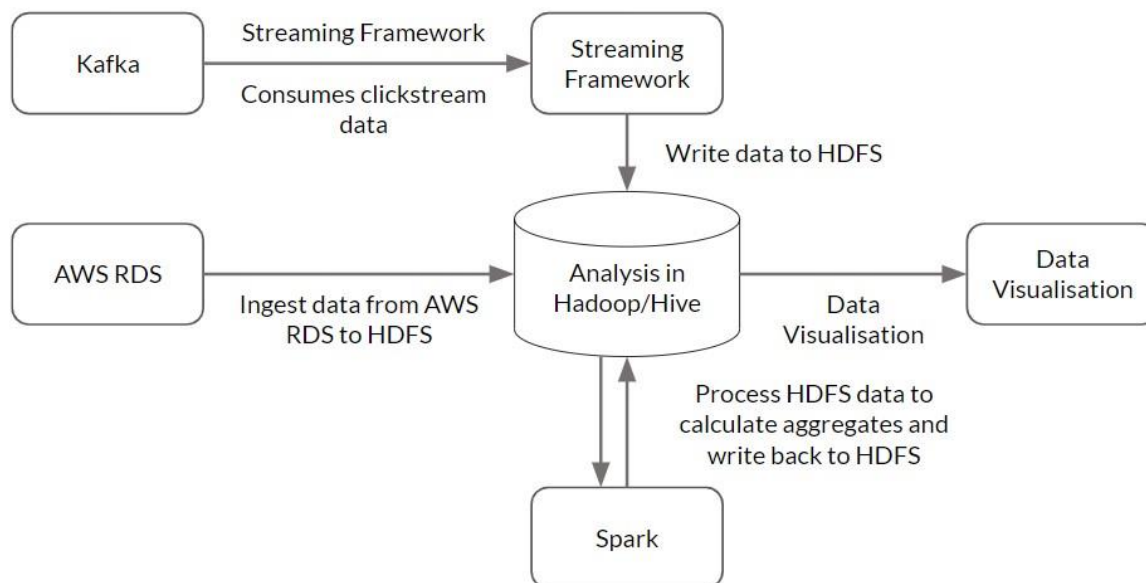 Kafka
Streaming Framework
Consumes clickstream
data
Streaming
Framework
Write data to HDFS
AWS RDS
Ingest data from AWS
RDS to HDFS
Analysis in
Hadoop/Hive
Data
Visualisation
Data
Visualisation
Process HDFS data to
calculate aggregates and
write back to HDFS
Spark